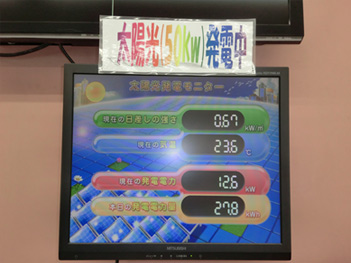 太陽光(50Kw)発電中
太陽光発電モニター
現在の日差しの強さ 0.67 kW/m
現在の気温 23.6 ℃
現在の発電電力 12.6 kW
本日の発電電力量 27.8 kWh
MITSUBISHI